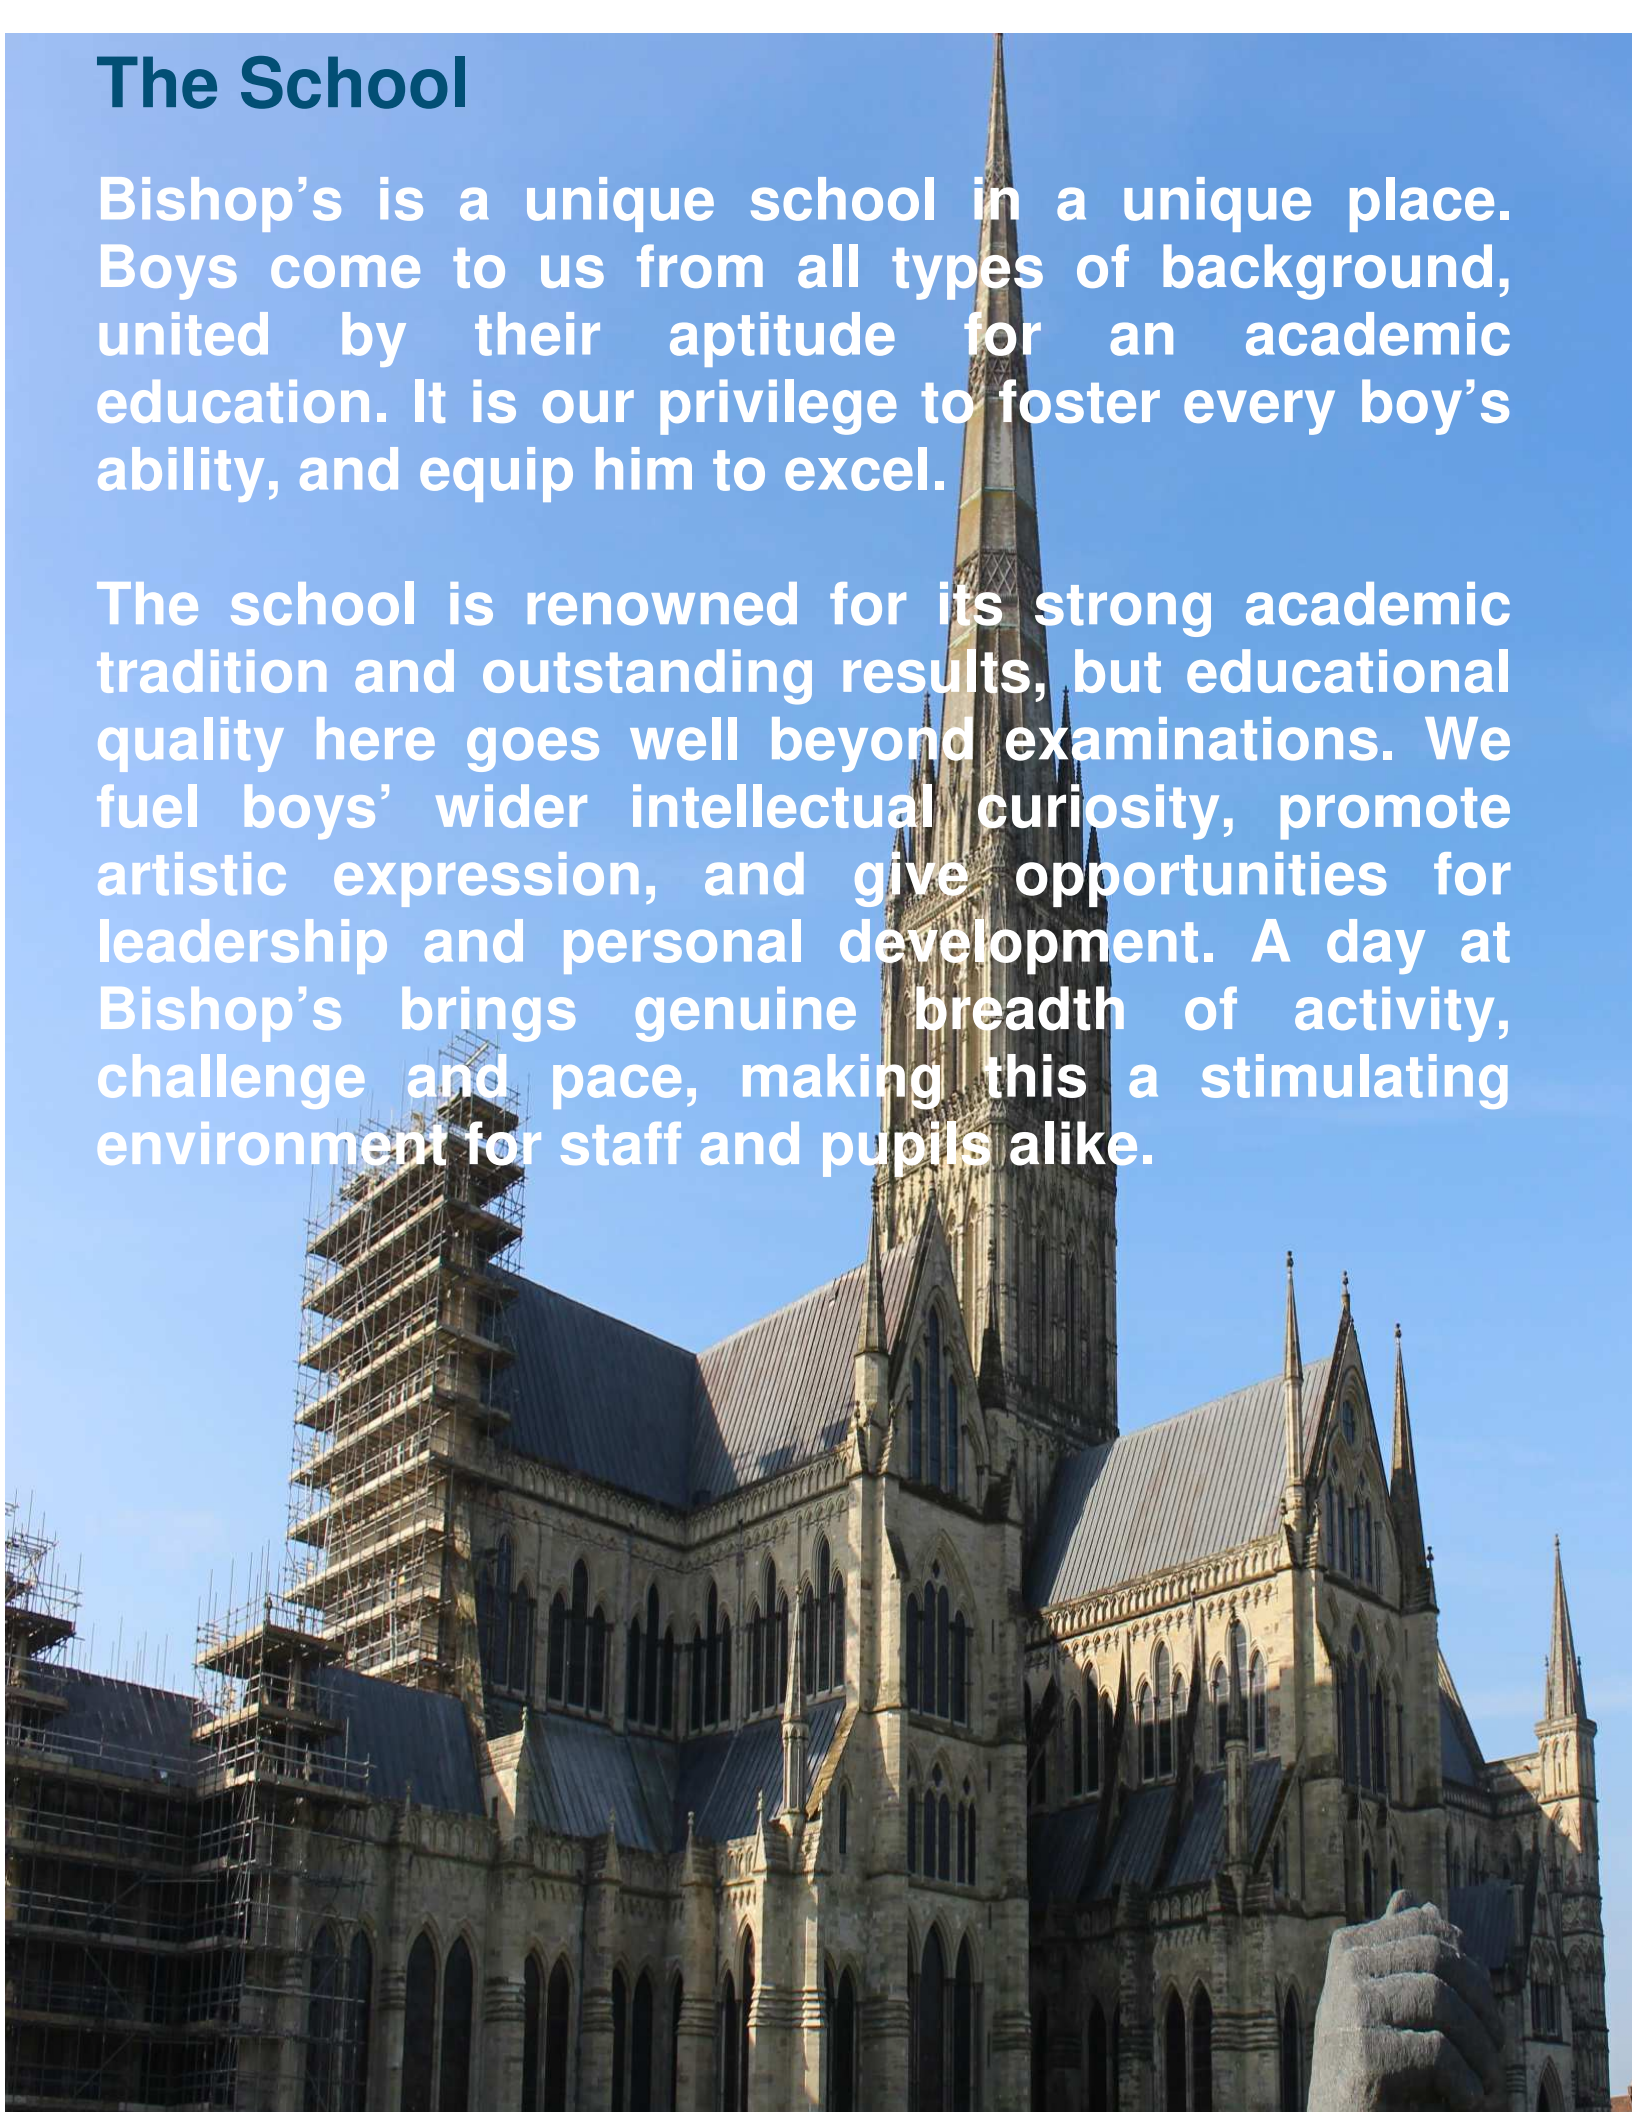 The School
Bishop’s is a unique school in a unique place.
Boys come to us from all types of background,
united by their aptitude for an academic
education. It is our privilege to foster every boy’s
ability, and equip him to excel.
The school is renowned for its strong academic
tradition and outstanding results, but educational
quality here goes well beyond examinations. We
fuel boys’ wider intellectual curiosity, promote
artistic expression, and give opportunities for
leadership and personal development. A day at
Bishop’s brings genuine breadth of activity,
challenge and pace, making this a stimulating
environment for staff and pupils alike.